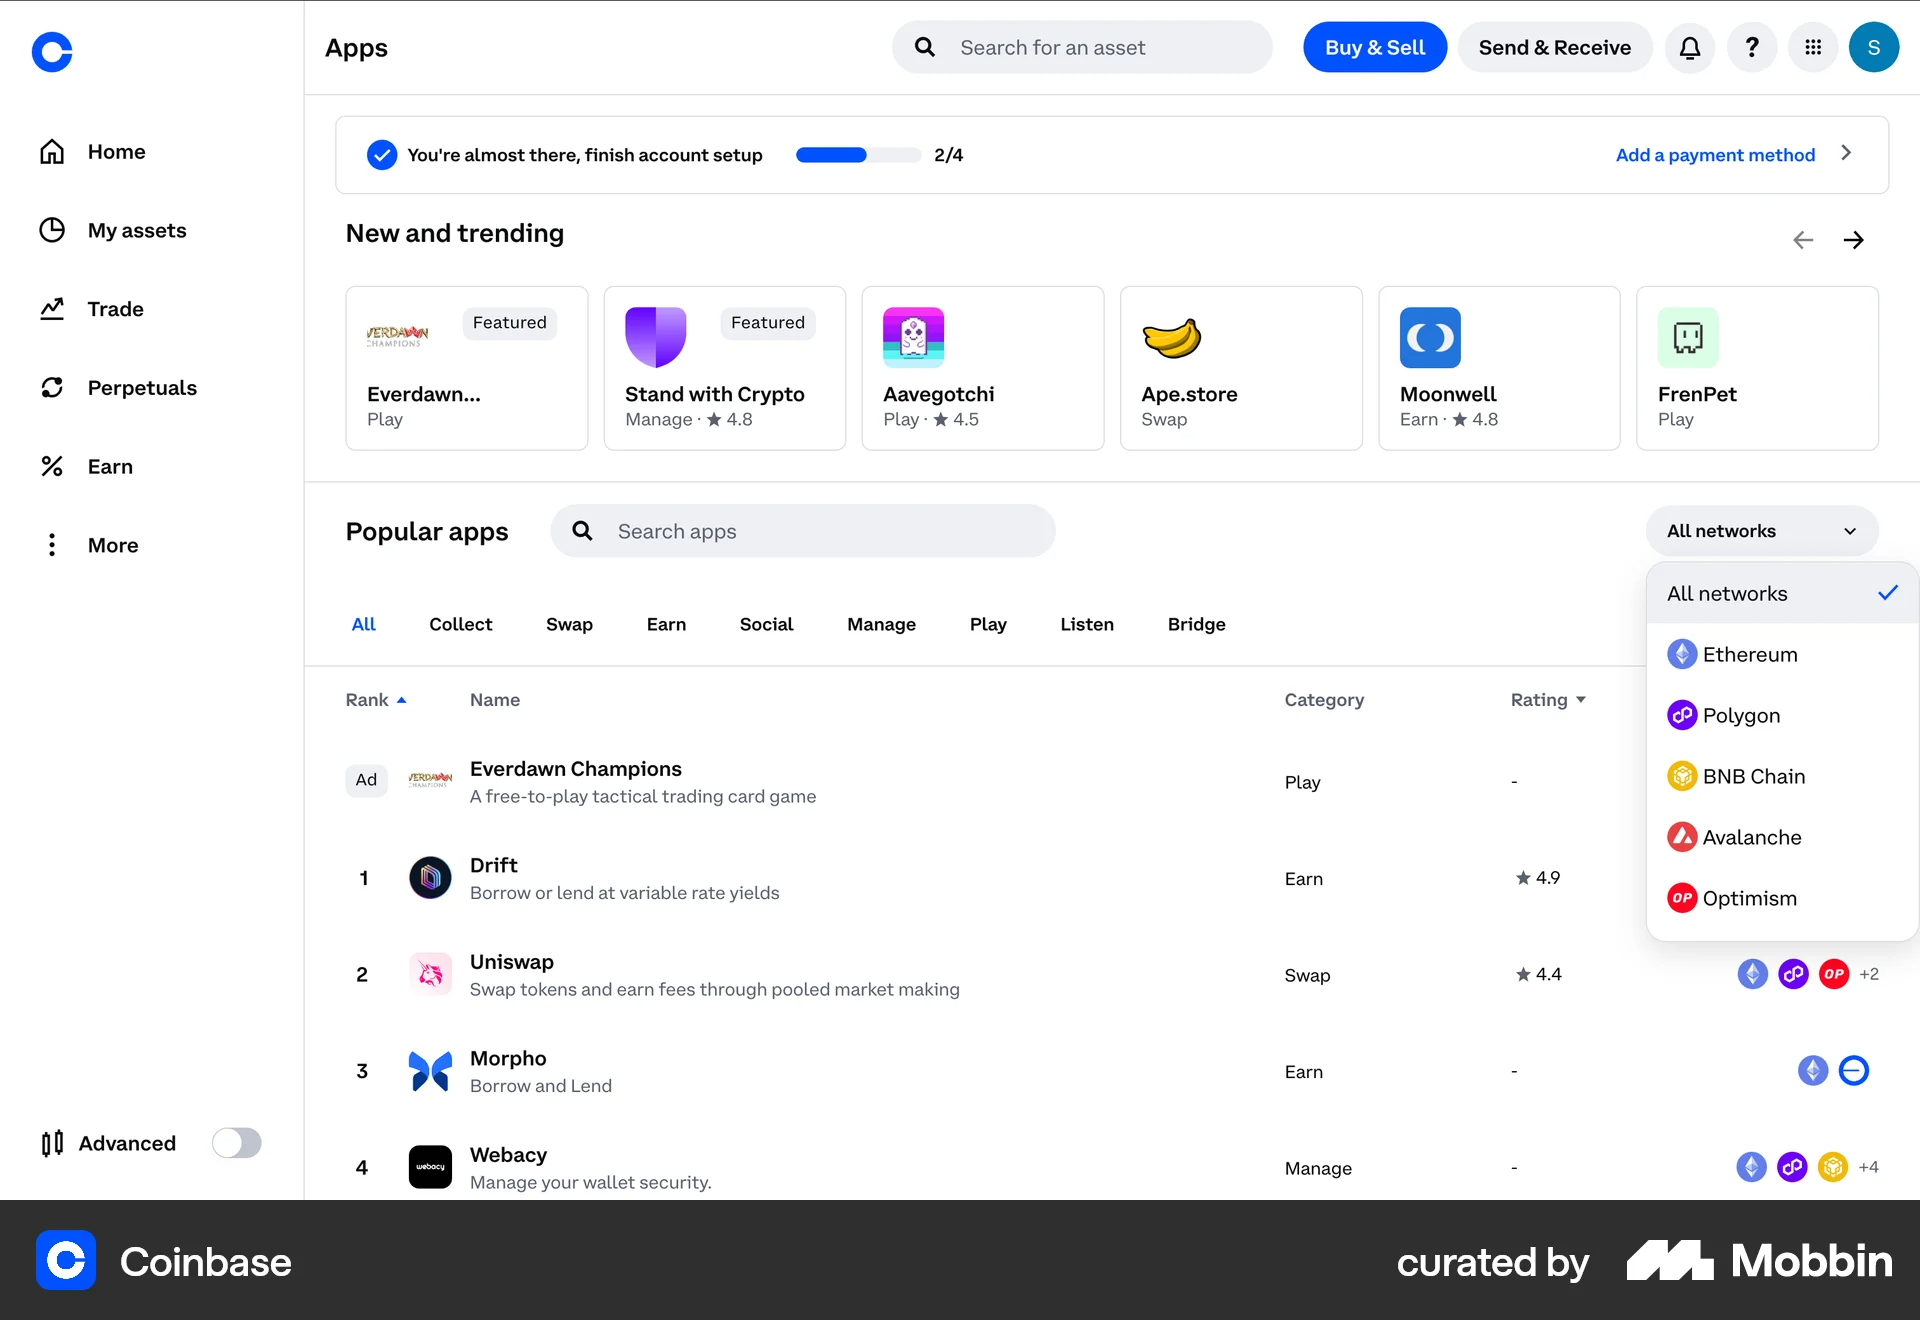 Apps
Search for an asset
Buy & Sell
Send & Receive
?
S
Home
My assets
Trade
Perpetuals
Earn
More
Advanced
You're almost there, finish account setup
2/4
Add a payment method
New and trending
VERDAWN
CHAMPIONS
Featured
Everdawn...
Play
Featured
Stand with Crypto
Manage · ★ 4.8
Aavegotchi
Play · ★ 4.5
Ape.store
Swap
Moonwell
Earn · ★ 4.8
FrenPet
Play
Popular apps
Search apps
All networks
All networks
Ethereum
Polygon
BNB Chain
Avalanche
OP Optimism
All Collect Swap Earn Social Manage Play Listen Bridge
Rank Name Category Rating
Ad
VERDAWN
CHAMPIONS
Everdawn Champions
A free-to-play tactical trading card game
Play
-
1
Drift
Borrow or lend at variable rate yields
Earn
★ 4.9
2
Uniswap
Swap tokens and earn fees through pooled market making
Swap
★ 4.4
OP +2
3
Morpho
Borrow and Lend
Earn
-
4
webacy
Webacy
Manage your wallet security.
Manage
-
+4
Coinbase
curated by Mobbin